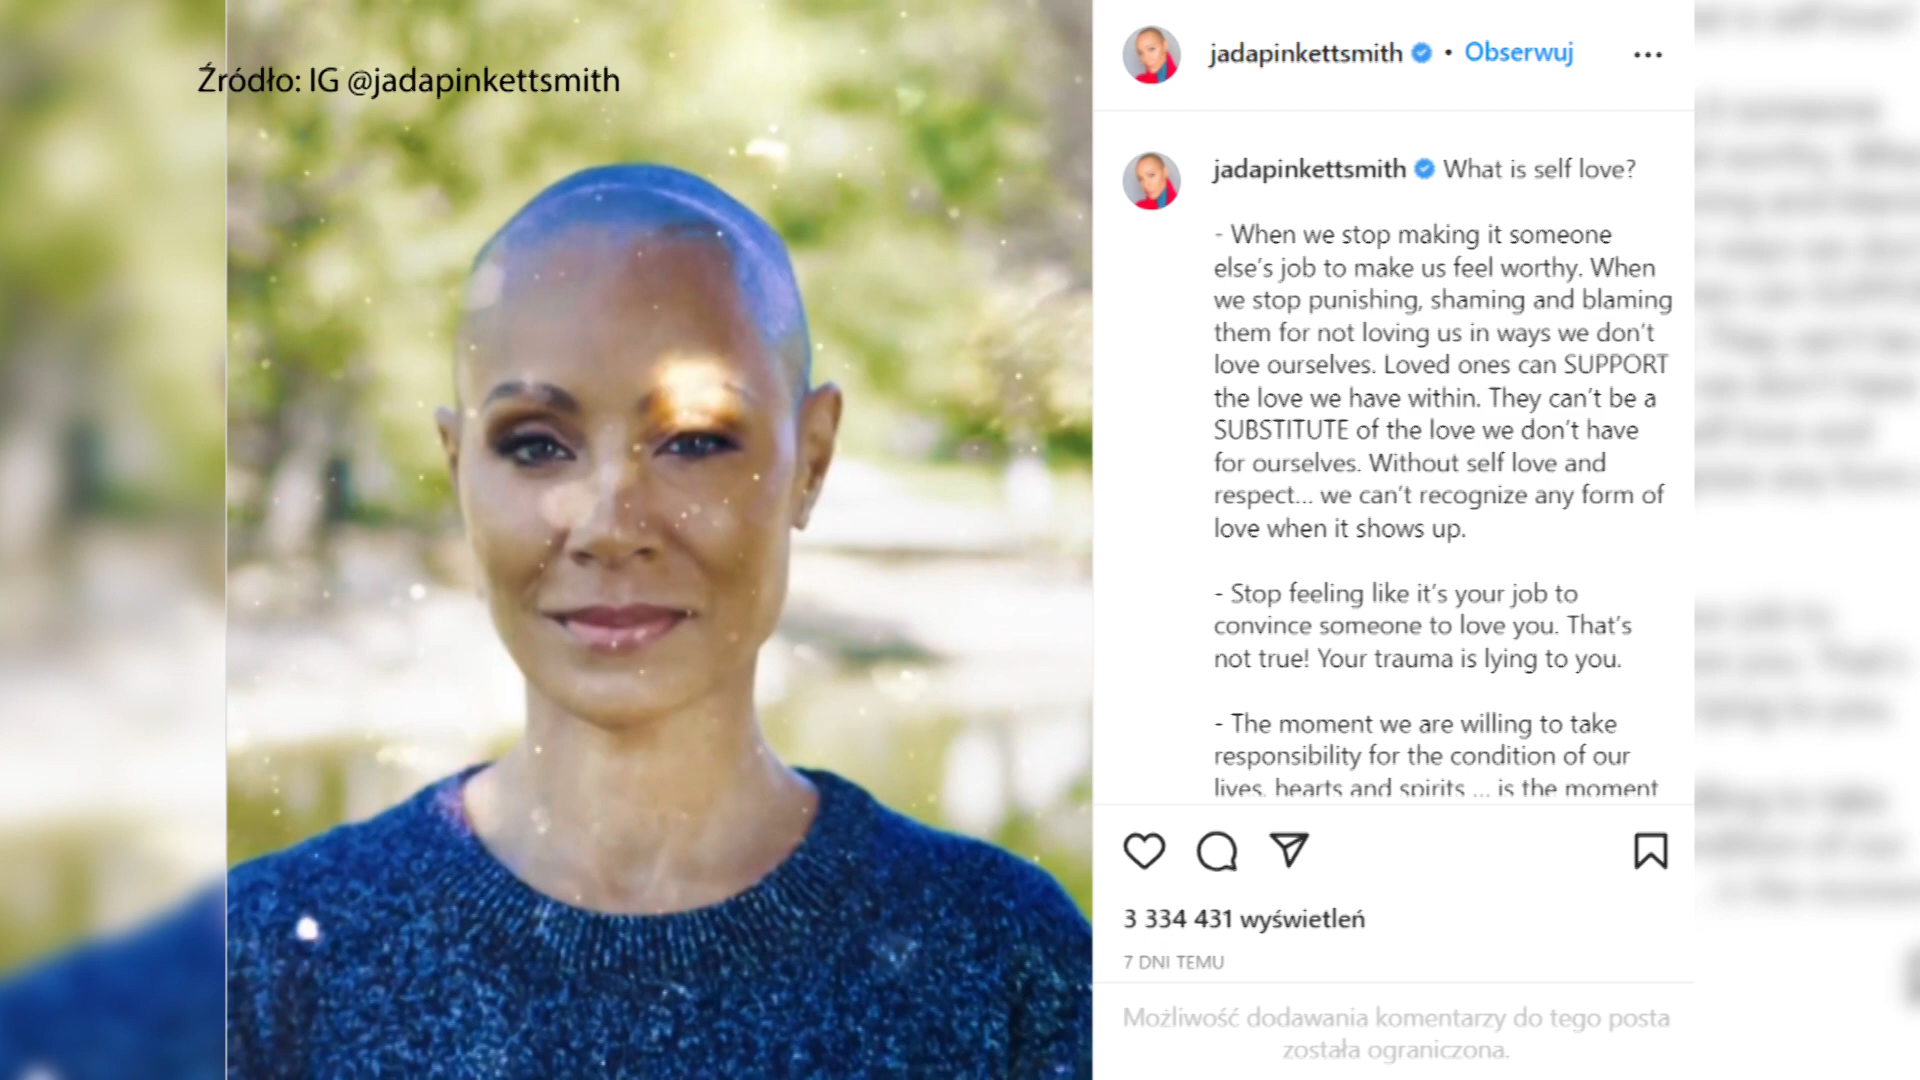 Źródło: IG @jadapinkettsmith
jadapinkettsmith • Obserwuj
jadapinkettsmith What is self love?
- When we stop making it someone
else's job to make us feel worthy. When
we stop punishing, shaming and blaming
them for not loving us in ways we don't
love ourselves. Loved ones can SUPPORT
the love we have within. They can't be a
SUBSTITUTE of the love we don't have
for ourselves. Without self love and
respect... we can't recognize any form of
love when it shows up.
- Stop feeling like it's your job to
convince someone to love you. That's
not true! Your trauma is lying to you.
- The moment we are willing to take
responsibility for the condition of our
lives, hearts and spirits ... is the moment
3 334 431 wyświetleń
7 DNI TEMU
Możliwość dodawania komentarzy do tego posta
została ograniczona.